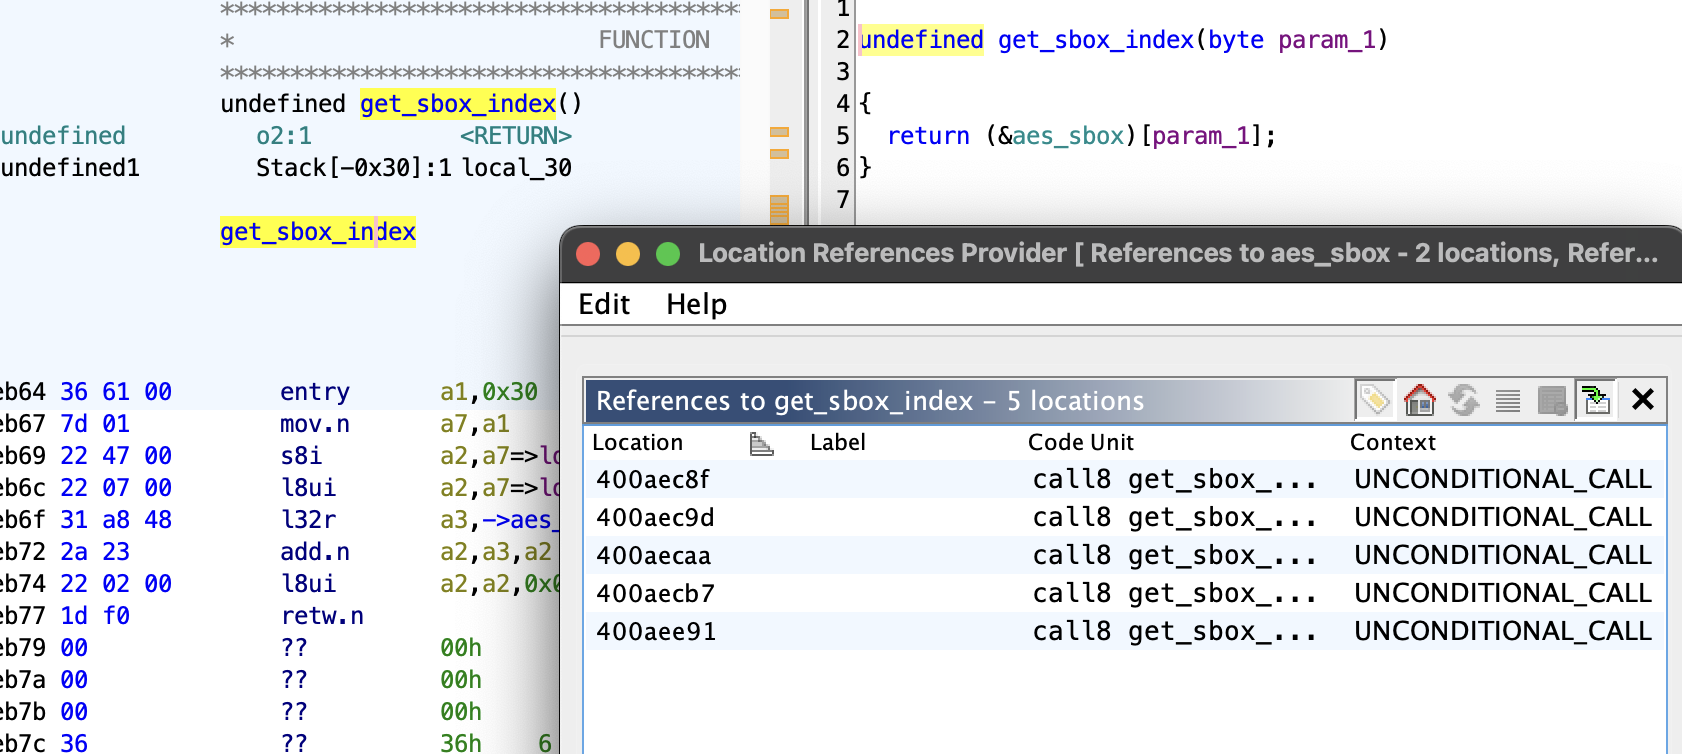 *************************************
* FUNCTION
*************************************
undefined get_sbox_index()
undefined o2:1 <RETURN>
undefined1 Stack[-0x30]:1 local_30
get_sbox_index
eb64 36 61 00 entry a1,0x30
eb67 7d 01 mov.n a7,a1
eb69 22 47 00 s8i a2,a7=>lo
eb6c 22 07 00 l8ui a2,a7=>lo
eb6f 31 a8 48 l32r a3,->aes_
eb72 2a 23 add.n a2,a3,a2
eb74 22 02 00 l8ui a2,a2,0x0
eb77 1d f0 retw.n
eb79 00 ?? 00h
eb7a 00 ?? 00h
eb7b 00 ?? 00h
eb7c 36 ?? 36h 6
1
2 undefined get_sbox_index(byte param_1)
3
4 {
5 return (&aes_sbox)[param_1];
6 }
7
Location References Provider [ References to aes_sbox - 2 locations, Refer...
Edit Help
References to get_sbox_index - 5 locations
Location Label Code Unit Context
400aec8f call8 get_sbox_... UNCONDITIONAL_CALL
400aec9d call8 get_sbox_... UNCONDITIONAL_CALL
400aecaa call8 get_sbox_... UNCONDITIONAL_CALL
400aecb7 call8 get_sbox_... UNCONDITIONAL_CALL
400aee91 call8 get_sbox_... UNCONDITIONAL_CALL